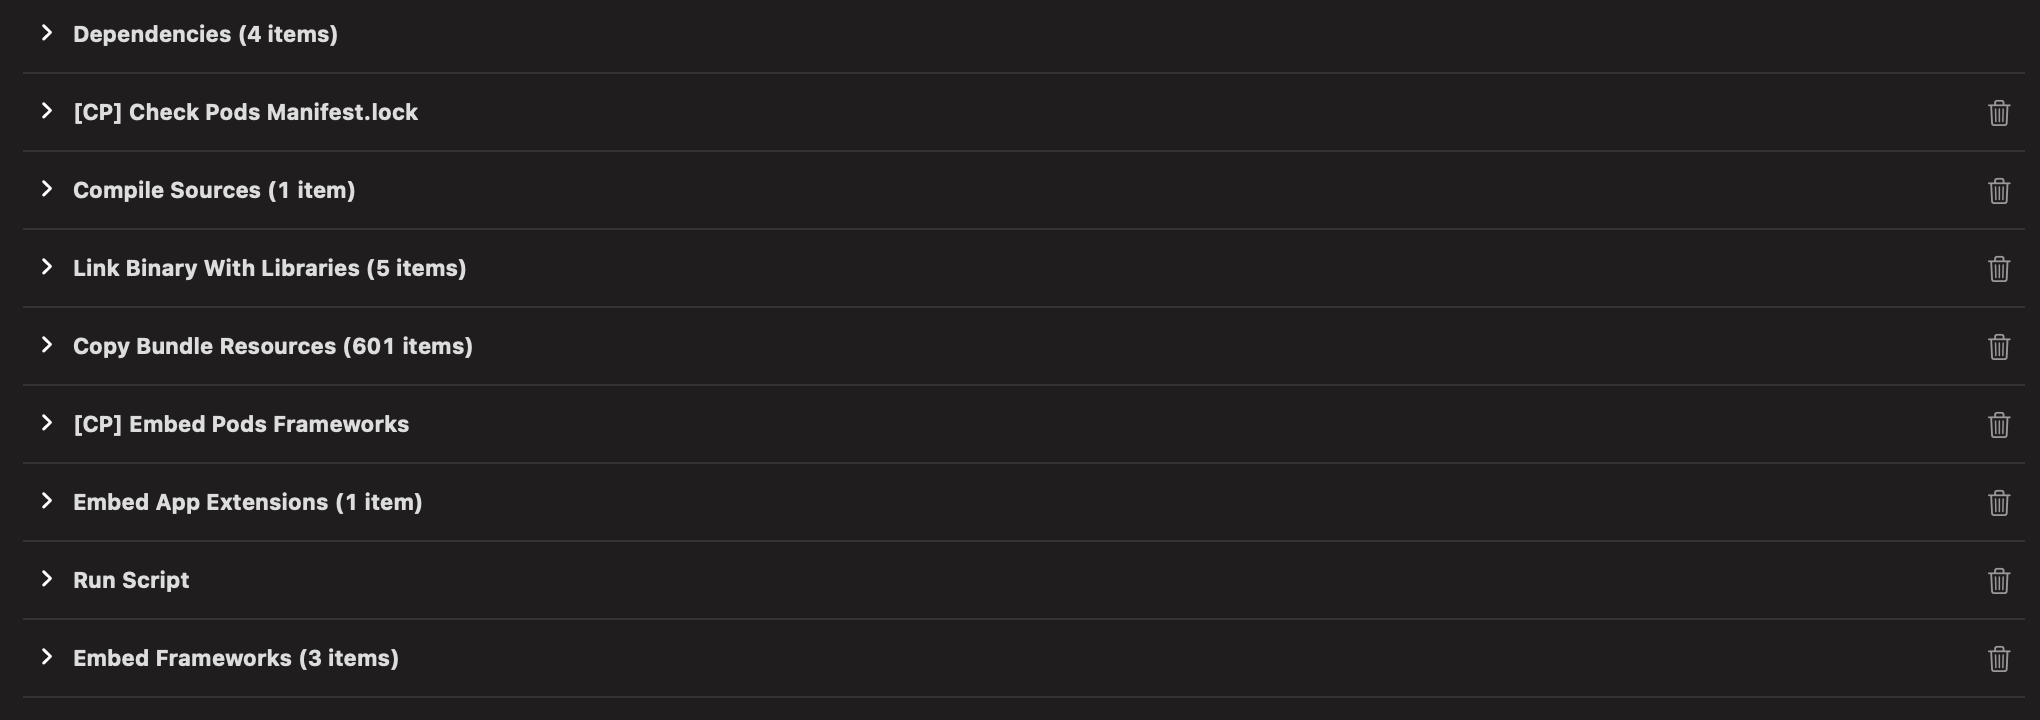 Dependencies (4 items)
[CP] Check Pods Manifest.lock
Compile Sources (1 item)
Link Binary With Libraries (5 items)
Copy Bundle Resources (601 items)
[CP] Embed Pods Frameworks
Embed App Extensions (1 item)
Run Script
Embed Frameworks (3 items)